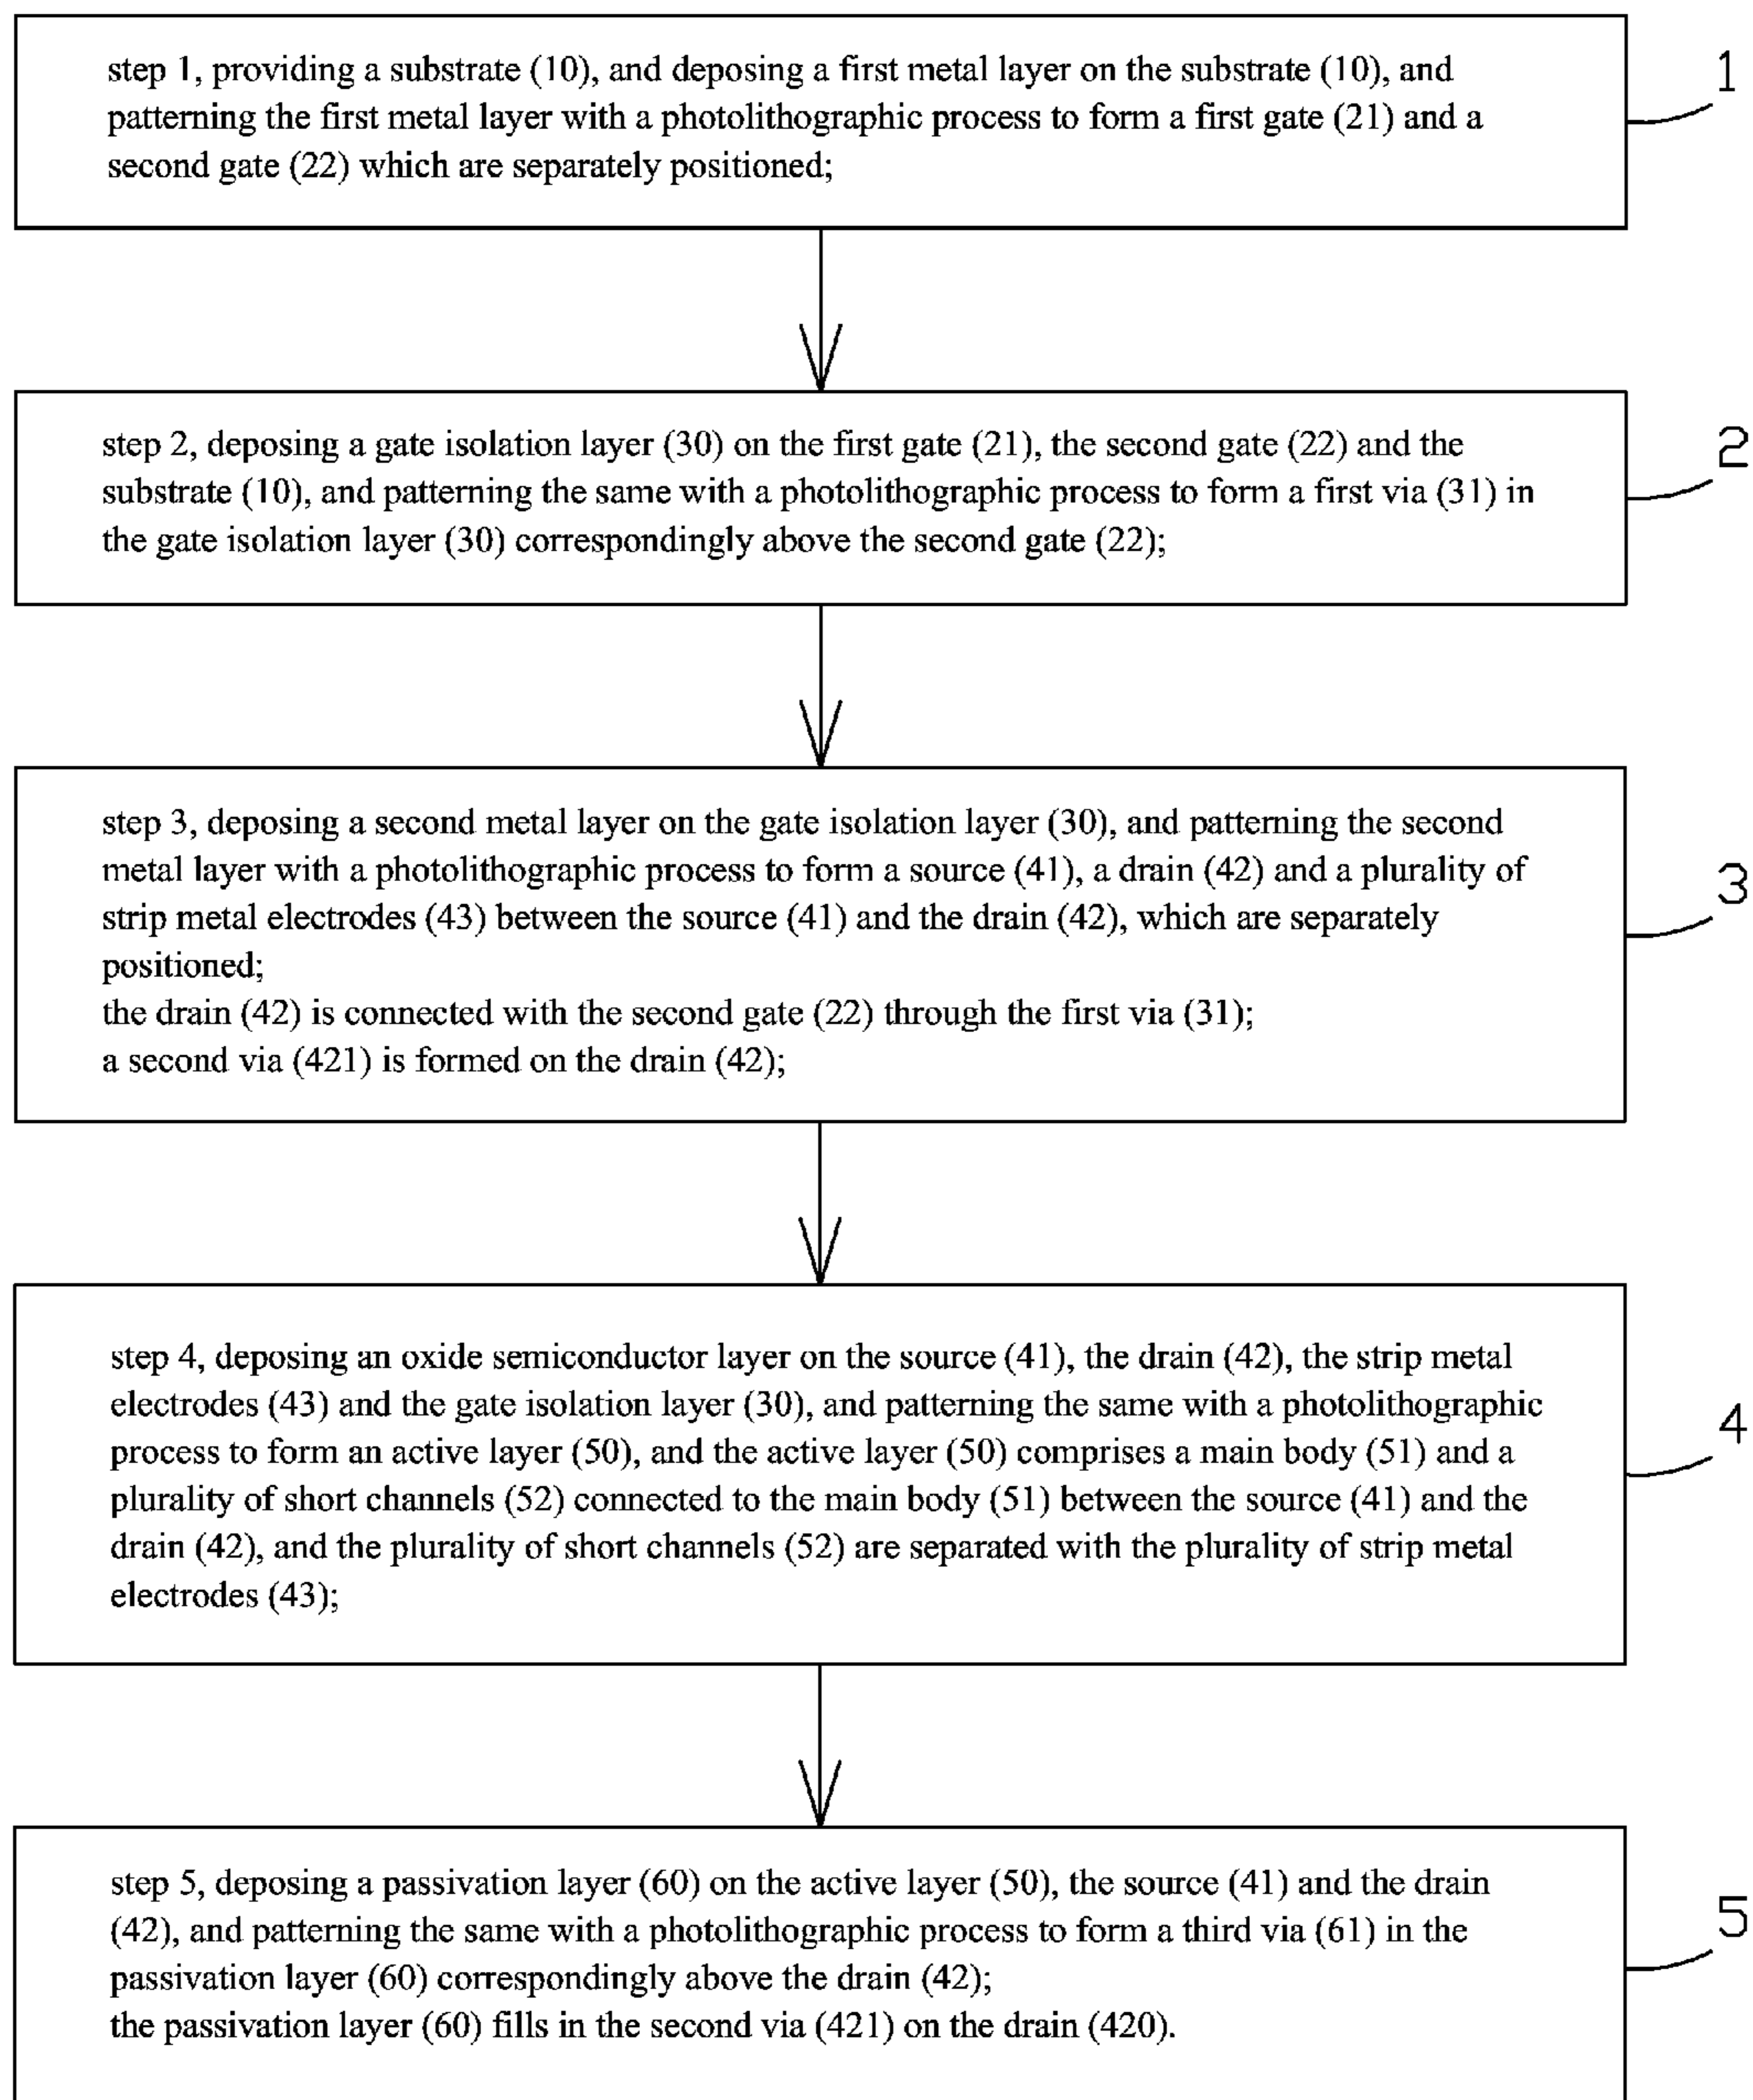 step 1, providing a substrate (10), and deposing a first metal layer on the substrate (10), and
patterning the first metal layer with a photolithographic process to form a first gate (21) and a
second gate (22) which are separately positioned;
1
step 2, deposing a gate isolation layer (30) on the first gate (21), the second gate (22) and the
substrate (10), and patterning the same with a photolithographic process to form a first via (31) in
the gate isolation layer (30) correspondingly above the second gate (22);
2
step 3, deposing a second metal layer on the gate isolation layer (30), and patterning the second
metal layer with a photolithographic process to form a source (41), a drain (42) and a plurality of
strip metal electrodes (43) between the source (41) and the drain (42), which are separately
positioned;
the drain (42) is connected with the second gate (22) through the first via (31);
a second via (421) is formed on the drain (42);
3
step 4, deposing an oxide semiconductor layer on the source (41), the drain (42), the strip metal
electrodes (43) and the gate isolation layer (30), and patterning the same with a photolithographic
process to form an active layer (50), and the active layer (50) comprises a main body (51) and a
plurality of short channels (52) connected to the main body (51) between the source (41) and the
drain (42), and the plurality of short channels (52) are separated with the plurality of strip metal
electrodes (43);
4
step 5, deposing a passivation layer (60) on the active layer (50), the source (41) and the drain
(42), and patterning the same with a photolithographic process to form a third via (61) in the
passivation layer (60) correspondingly above the drain (42);
the passivation layer (60) fills in the second via (421) on the drain (420).
5